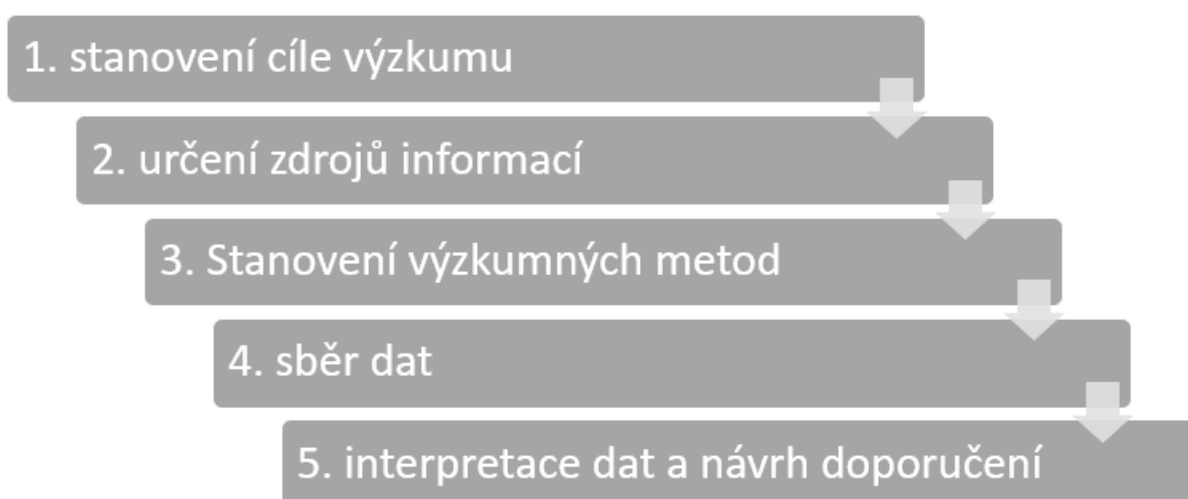 1. stanovení cíle výzkumu
2. určení zdrojů informací
3. Stanovení výzkumných metod
4. sběr dat
5. interpretace dat a návrh doporučení